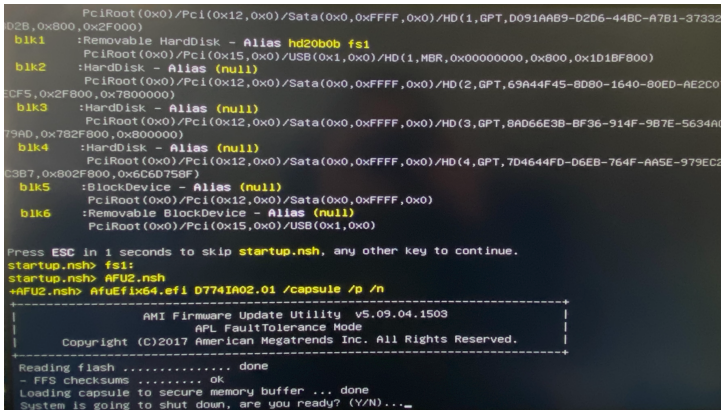 PciRoot(0x0)/Pci(0x12,0x0)/Sata(0x0,0xFFFF,0x0)/HD(1,GPT,D091AAB9-D2D6-44BC-A7B1-37332
D2B,0x800,0x2F000)
blk1 :Removable HardDisk - Alias hd20b0b fs1
PciRoot(0x0)/Pci(0x15,0x0)/USB(0x1,0x0)/HD(1,MBR,0x00000000,0x800,0x1D1BF800)
blk2 :HardDisk - Alias (null)
PciRoot(0x0)/Pci(0x12,0x0)/Sata(0x0,0xFFFF,0x0)/HD(2,GPT,69A44F45-8D80-1640-80ED-AE2C0
ECF5,0x2F800,0x7800000)
blk3 :HardDisk - Alias (null)
PciRoot(0x0)/Pci(0x12,0x0)/Sata(0x0,0xFFFF,0x0)/HD(3,GPT,8AD66E3B-BF36-914F-9B7E-5634A0
79AD,0x782F800,0x800000)
blk4 :HardDisk - Alias (null)
PciRoot(0x0)/Pci(0x12,0x0)/Sata(0x0,0xFFFF,0x0)/HD(4,GPT,7D4644FD-D6EB-764F-AA5E-979EC2
C3B7,0x802F800,0x6C6D758F)
blk5 :BlockDevice - Alias (null)
PciRoot(0x0)/Pci(0x12,0x0)/Sata(0x0,0xFFFF,0x0)
blk6 :Removable BlockDevice - Alias (null)
PciRoot(0x0)/Pci(0x15,0x0)/USB(0x1,0x0)
Press ESC in 1 seconds to skip startup.nsh, any other key to continue.
startup.nsh> fs1:
startup.nsh> AFU2.nsh
+AFU2.nsh> AfuEfix64.efi D774IA02.01 /capsule /p /n
AMI Firmware Update Utility v5.09.04.1503
APL FaultTolerance Mode
Copyright (C)2017 American Megatrends Inc. All Rights Reserved.
Reading flash ............... done
- FFS checksums ......... ok
Loading capsule to secure memory buffer ... done
System is going to shut down, are you ready? (Y/N)..._